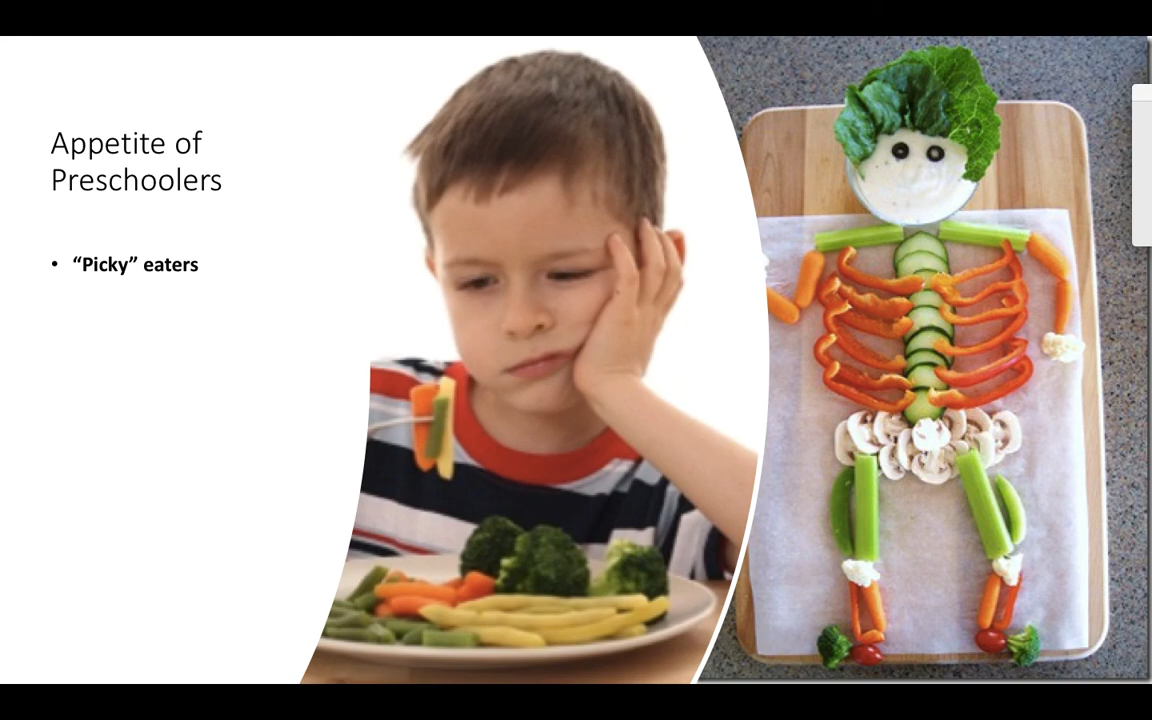 Appetite of
Preschoolers
• “Picky” eaters